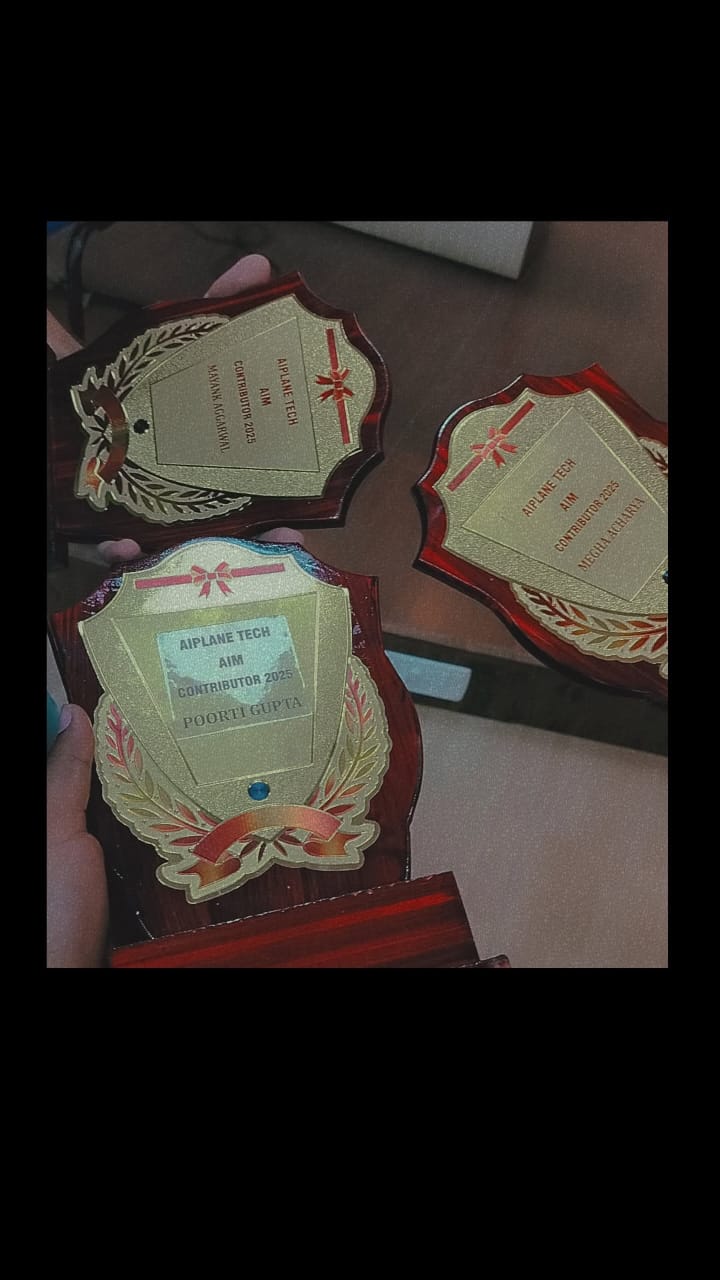 AIPLANE TECH
AIM
CONTRIBUTOR 2025
MAYANK AGGARWAL
AIPLANE TECH
AIM
CONTRIBUTOR 2025
MEGHA ACHARYA
AIPLANE TECH
AIM
CONTRIBUTOR 2025
POORTI GUPTA